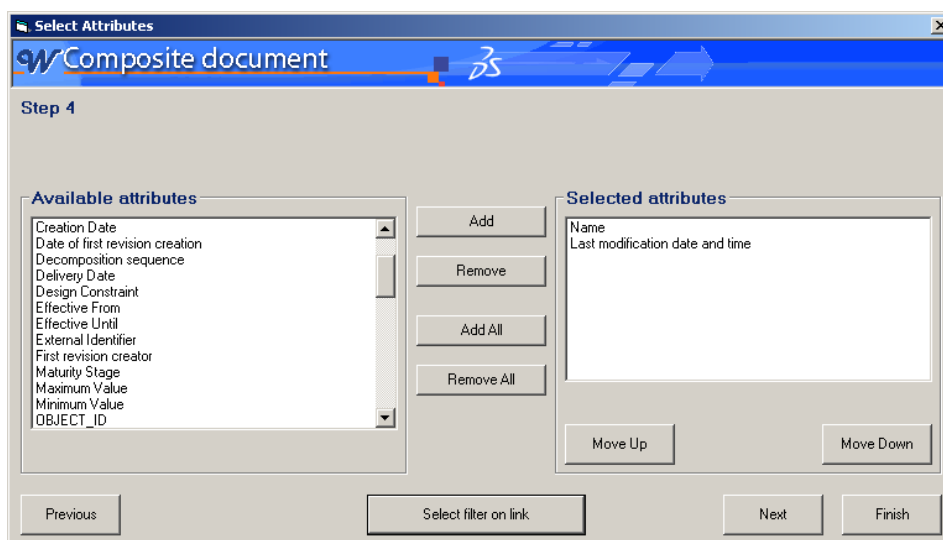 Select Attributes
Composite document
Step 4
Available attributes
Creation Date
Date of first revision creation
Decomposition sequence
Delivery Date
Design Constraint
Effective From
Effective Until
External Identifier
First revision creator
Maturity Stage
Maximum Value
Minimum Value
OBJECT_ID
Add
Remove
Add All
Remove All
Selected attributes
Name
Last modification date and time
Move Up
Move Down
Previous
Select filter on link
Next
Finish